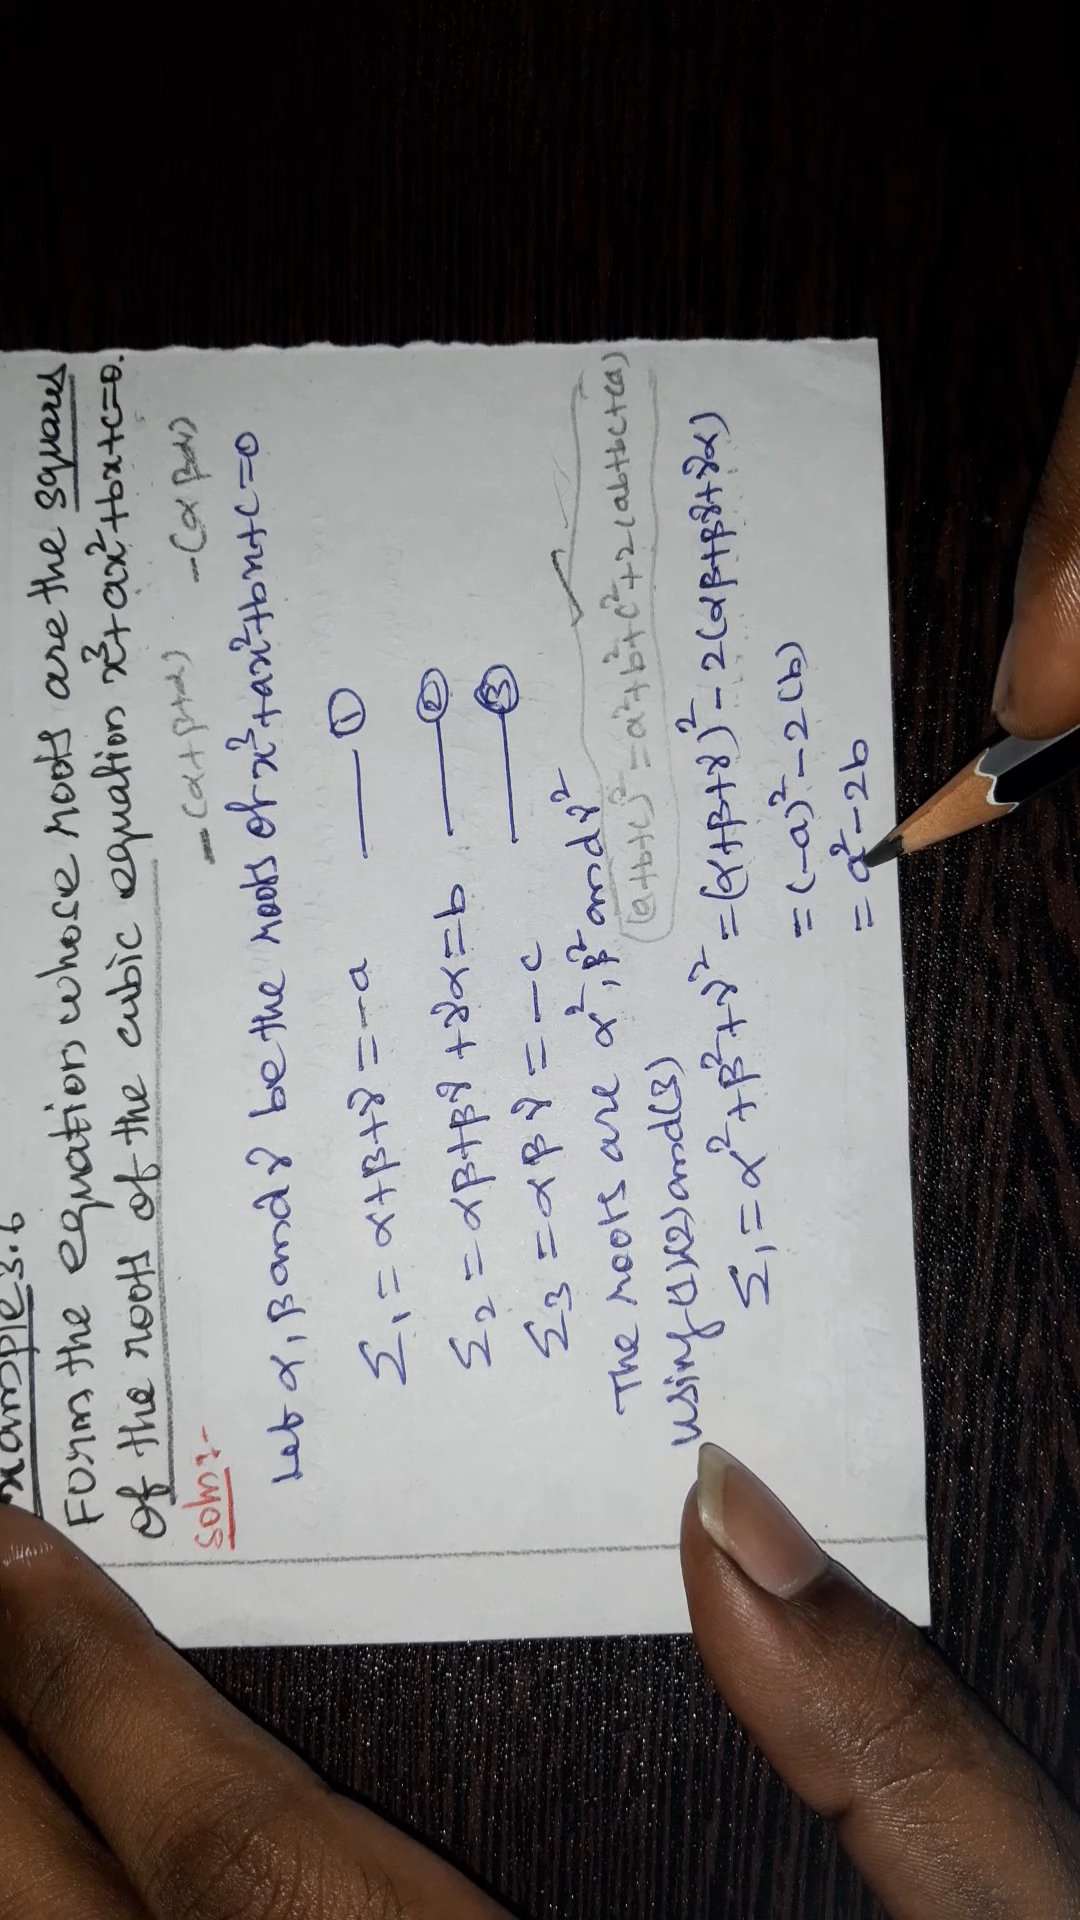 xample 3.6
Form the equation whose roots are the squares
of the roots of the cubic equation x³+ax²+bx+c=0.
-(α+β+γ) -(αβγ)
Soln:-
Let α, β and γ be the roots of x³+ax²+bx+c=0
Σ₁ = α+β+γ = -a —— ①
Σ₂ = αβ+βγ+γα=b —— ②
Σ₃ = αβγ = -c —— ③
The roots are α², β² and γ²
(a+b+c)² = a²+b²+c²+2(ab+bc+ca)
using (1),(2) and (3)
Σ₁ = α²+β²+γ² = (α+β+γ)² - 2(αβ+βγ+γα)
= (-a)² - 2(b)
= a² - 2b